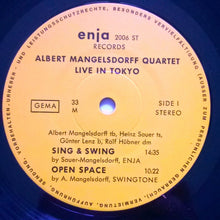 enja 2006 ST
RECORDS
ALBERT MANGELSDORFF QUARTET
LIVE IN TOKYO
GEMA
33
M
SIDE I
STEREO
Albert Mangelsdorff tb, Heinz Sauer ts,
Günter Lenz b, Ralf Hübner dm
SING & SWING 14:35
by Sauer-Mangelsdorff, ENJA
OPEN SPACE 10:22
by A. Mangelsdorff, SWINGTONE